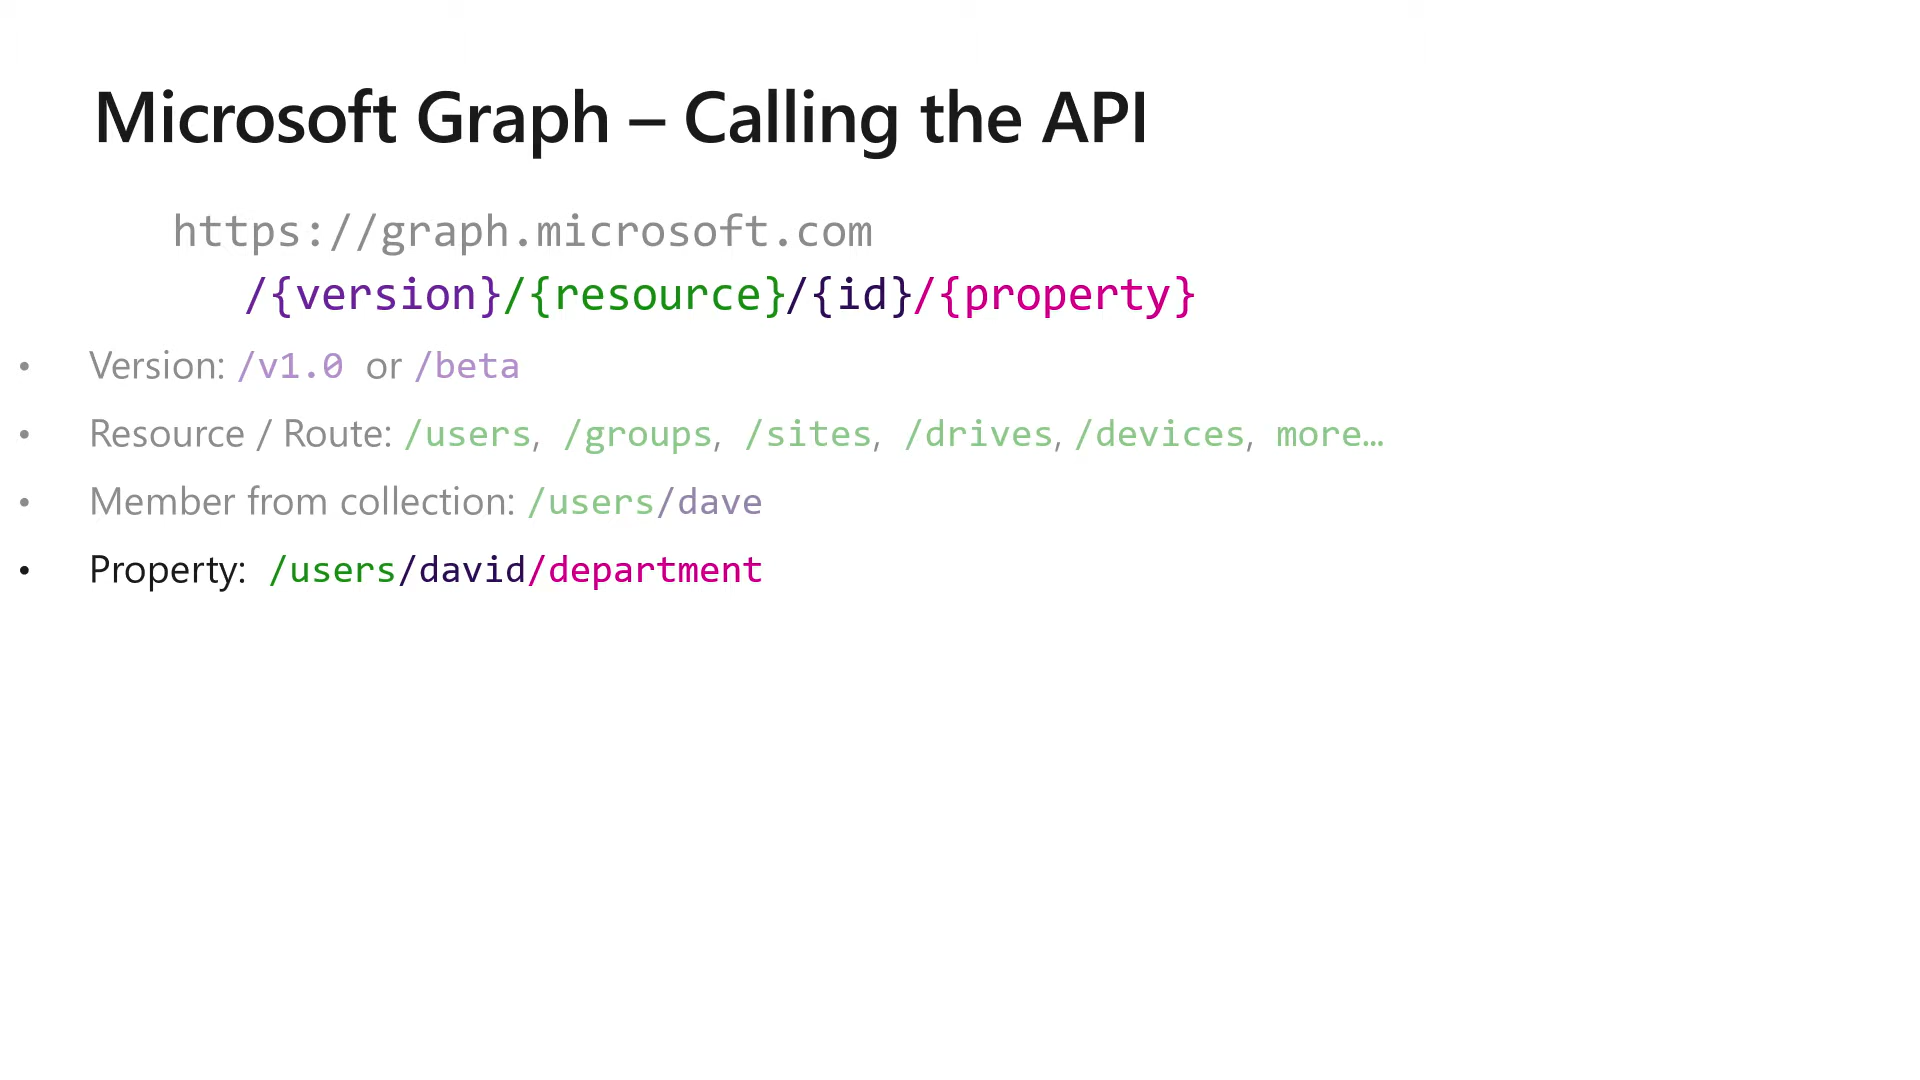 Microsoft Graph – Calling the API
https://graph.microsoft.com
/{version}/{resource}/{id}/{property}
• Version: /v1.0 or /beta
• Resource / Route: /users, /groups, /sites, /drives, /devices, more…
• Member from collection: /users/dave
• Property: /users/david/department